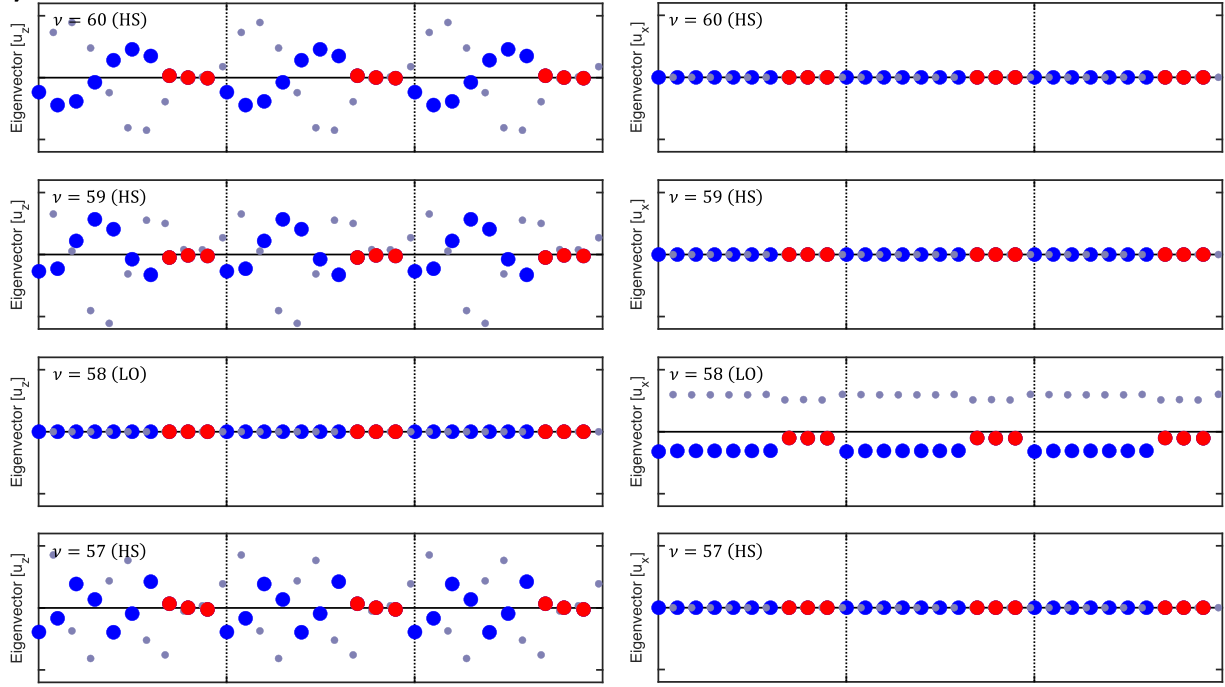 Eigenvector [u_z]
ν = 60 (HS)
Eigenvector [u_x]
ν = 60 (HS)
Eigenvector [u_z]
ν = 59 (HS)
Eigenvector [u_x]
ν = 59 (HS)
Eigenvector [u_z]
ν = 58 (LO)
Eigenvector [u_x]
ν = 58 (LO)
Eigenvector [u_z]
ν = 57 (HS)
Eigenvector [u_x]
ν = 57 (HS)